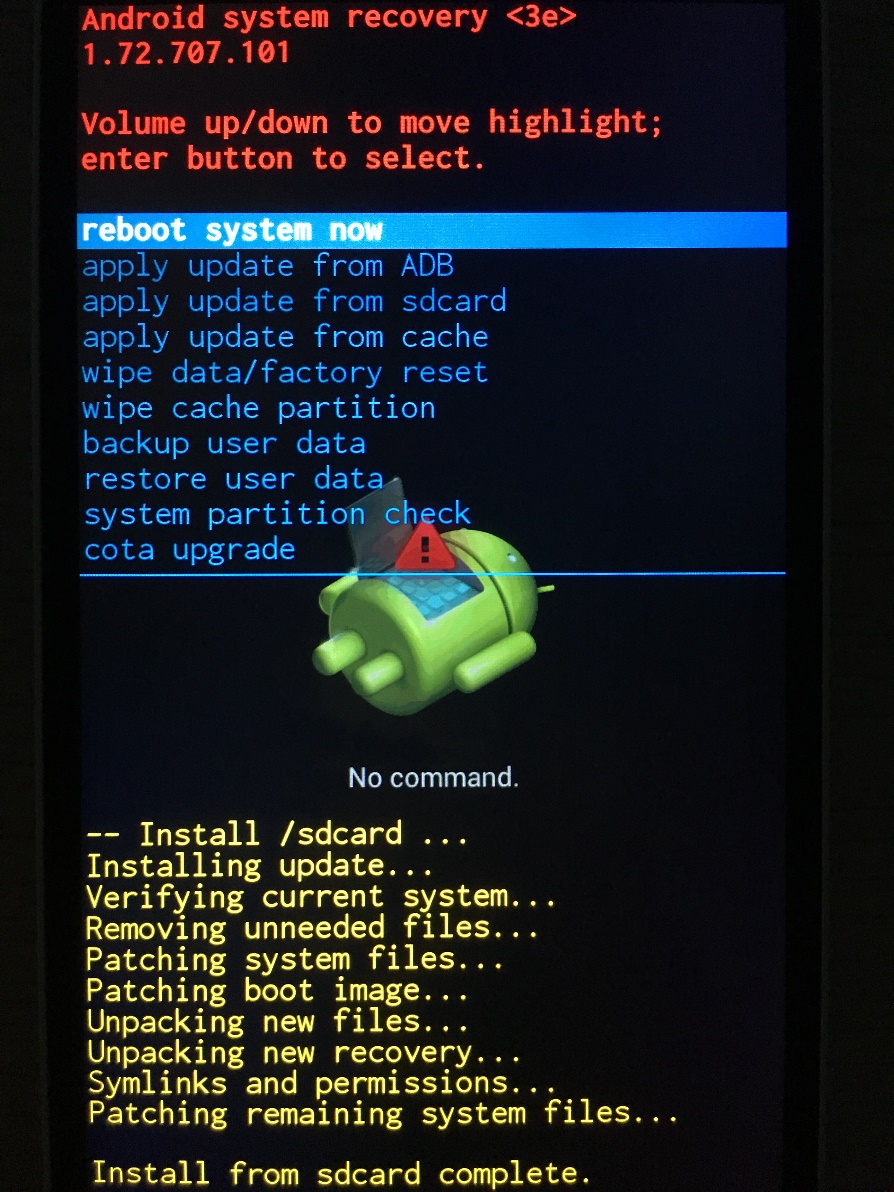 Android system recovery <3e>
1.72.707.101
Volume up/down to move highlight;
enter button to select.
reboot system now
apply update from ADB
apply update from sdcard
apply update from cache
wipe data/factory reset
wipe cache partition
backup user data
restore user data
system partition check
cota upgrade
No command.
-- Install /sdcard ...
Installing update...
Verifying current system...
Removing unneeded files...
Patching system files...
Patching boot image...
Unpacking new files...
Unpacking new recovery...
Symlinks and permissions...
Patching remaining system files...
Install from sdcard complete.